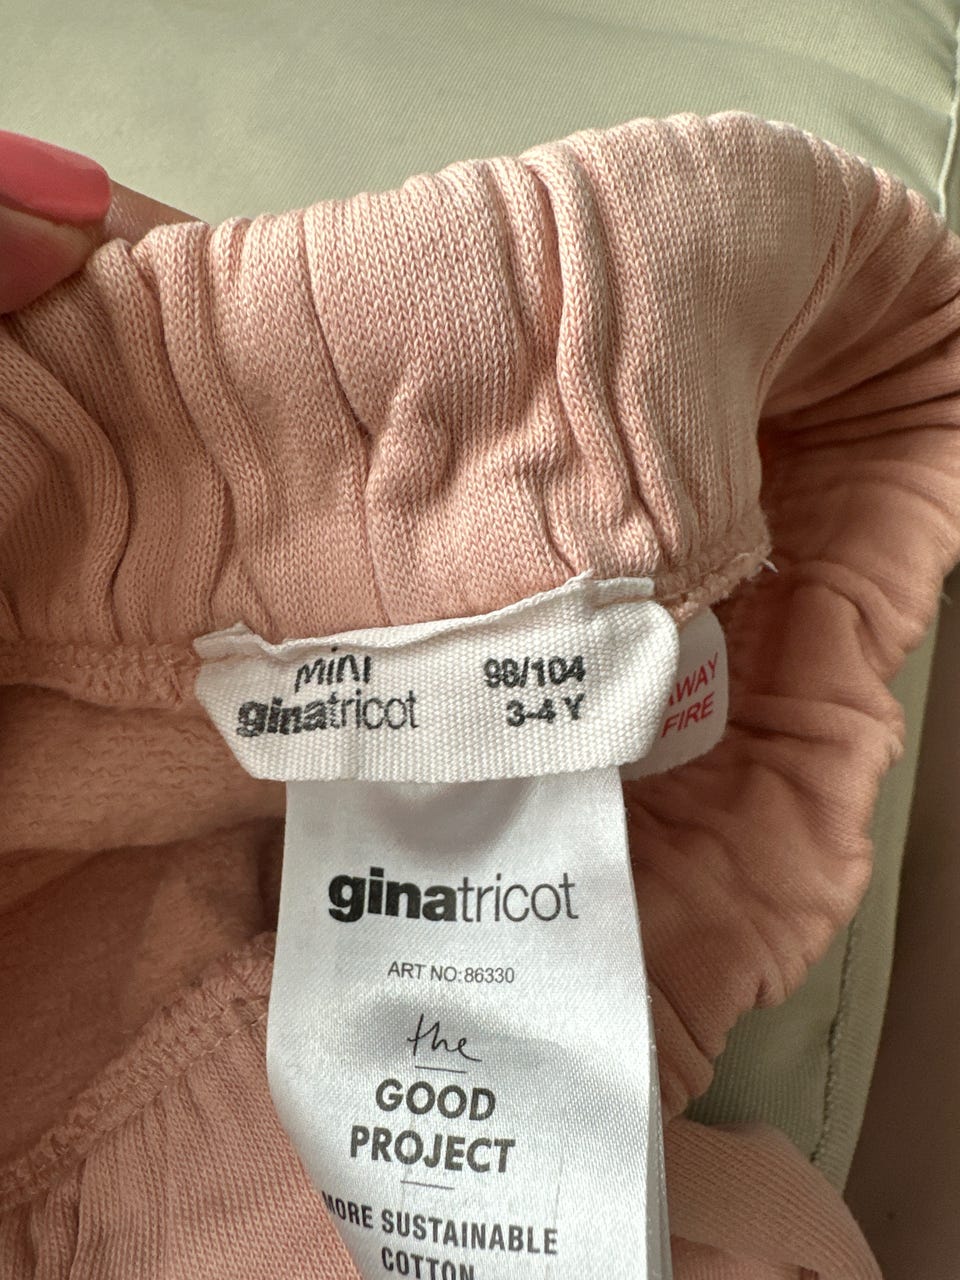 mini
ginatricot
98/104
3-4 Y
AWAY
FIRE
ginatricot
ART NO:86330
the
GOOD
PROJECT
MORE SUSTAINABLE
COTTON